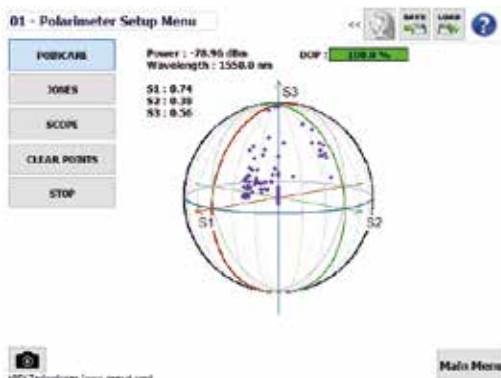 01 - Polarimeter Setup Menu
<<
SAVE
LOAD
?
POINCARE
Power : -78.96 dBm
DOP : 100.0 %
Wavelength : 1550.0 nm
JONES
S1 : 0.74
S2 : 0.38
S3 : 0.56
S3
SCOPE
CLEAR POINTS
STOP
S1
S2
Main Menu